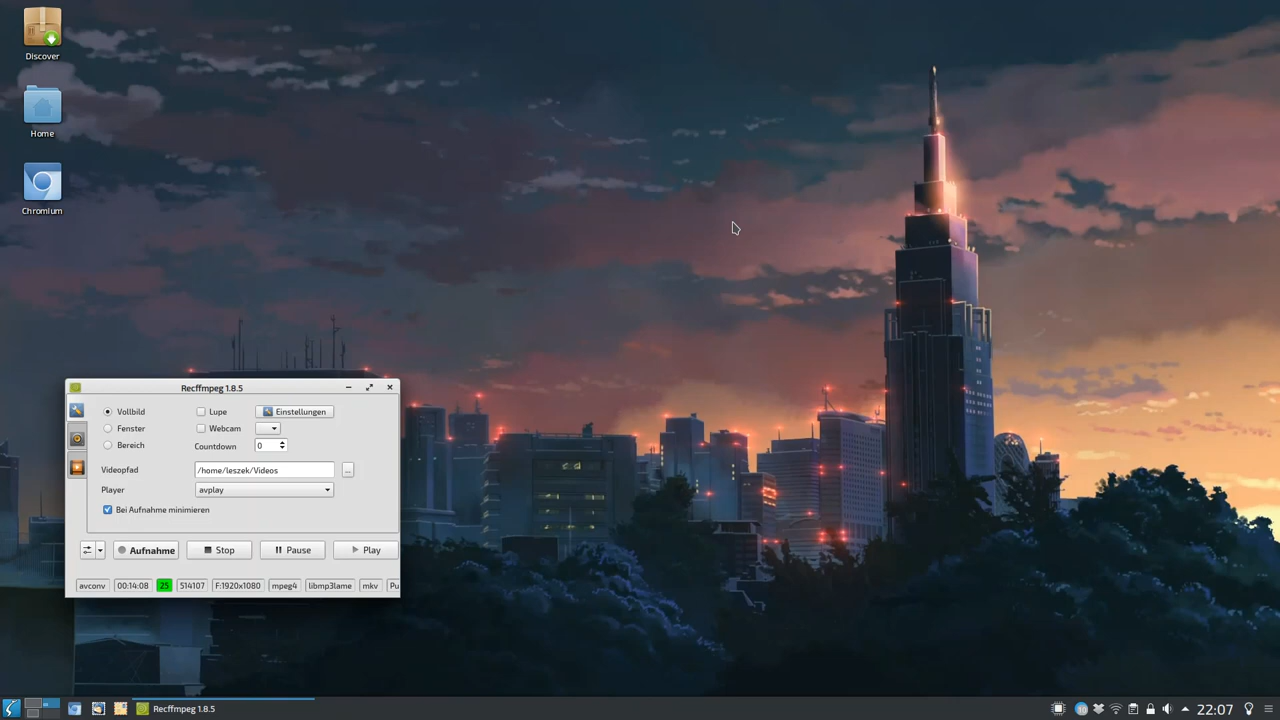 Discover
Home
Chromium
Recffmpeg 1.8.5
Vollbild
Lupe
Einstellungen
Fenster
Webcam
Bereich
Countdown
0
Videopfad
/home/leszek/Videos
...
Player
avplay
Bei Aufnahme minimieren
Aufnahme
Stop
Pause
Play
avconv
00:14:08
25
514107
F:1920x1080
mpeg4
libmp3lame
mkv
Pu
Recffmpeg 1.8.5
22:07